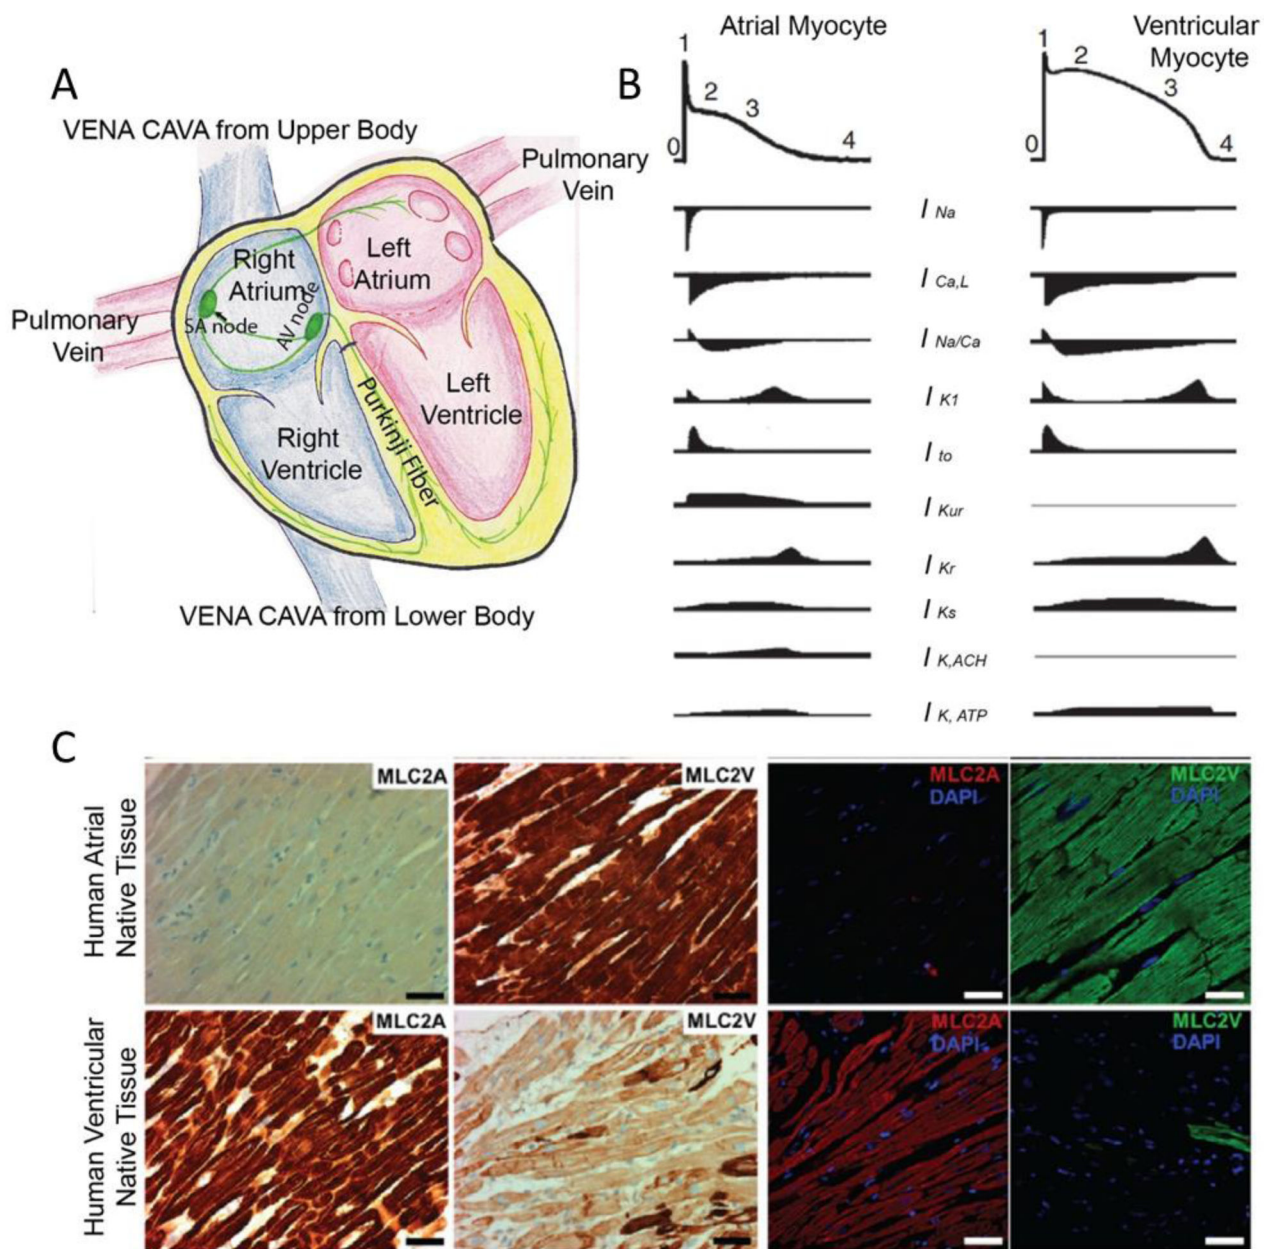 A
VENA CAVA from Upper Body
Pulmonary
Vein
Right
Atrium
Left
Atrium
SA node
AV node
Pulmonary
Vein
Left
Ventricle
Right
Ventricle
Purkinji Fiber
VENA CAVA from Lower Body
B
Atrial Myocyte
Ventricular
Myocyte
1
2
3
4
0
1
2
3
4
0
I Na
I Ca,L
I Na/Ca
I K1
I to
I Kur
I Kr
I Ks
I K,ACH
I K, ATP
C
Human Atrial
Native Tissue
MLC2A
MLC2V
MLC2A
DAPI
MLC2V
DAPI
Human Ventricular
Native Tissue
MLC2A
MLC2V
MLC2A
DAPI
MLC2V
DAPI